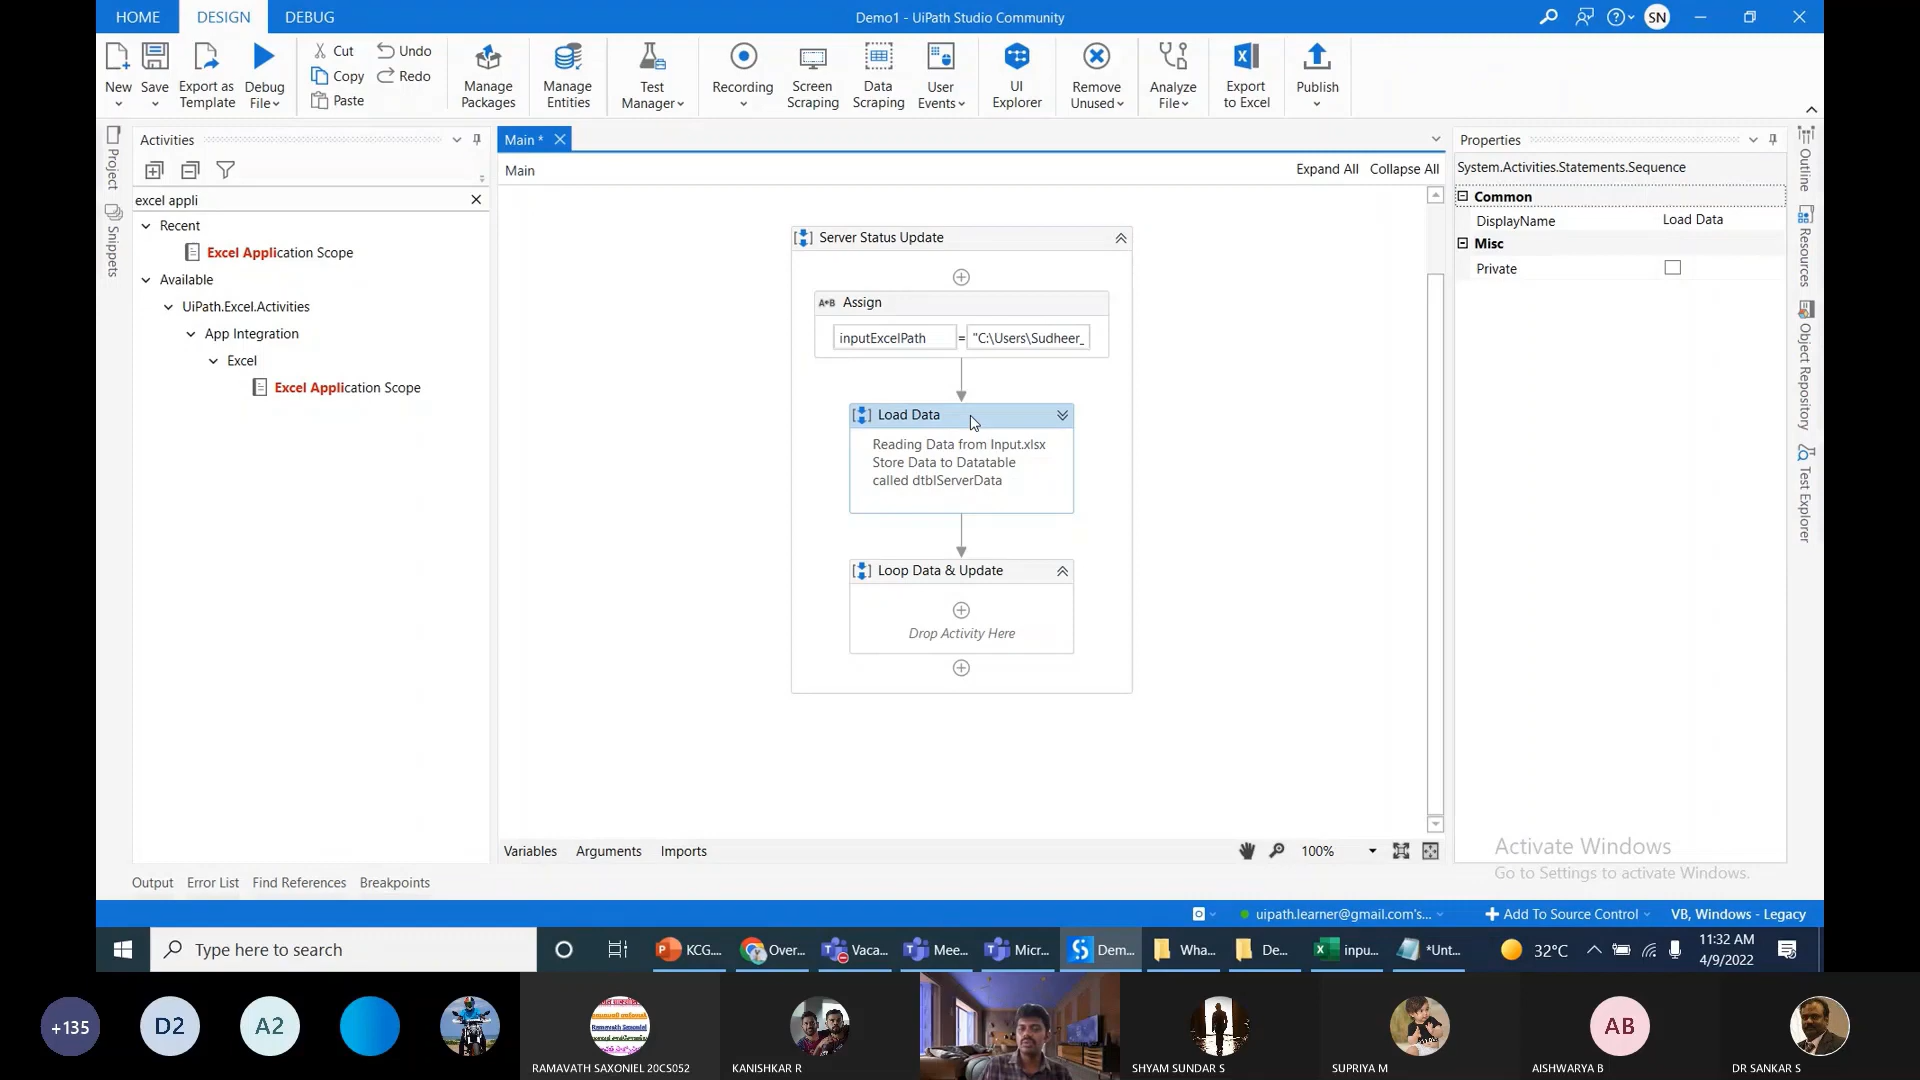 HOME
DESIGN
DEBUG
Demo1 - UiPath Studio Community
SN
New
Save
Export as
Template
Debug
File
Cut
Copy
Paste
Undo
Redo
Manage
Packages
Manage
Entities
Test
Manager
Recording
Screen
Scraping
Data
Scraping
User
Events
UI
Explorer
Remove
Unused
Analyze
File
Export
to Excel
Publish
Project
Snippets
Activities
excel appli
Recent
Excel Application Scope
Available
UiPath.Excel.Activities
App Integration
Excel
Excel Application Scope
Main *
Main
Expand All
Collapse All
Server Status Update
A*B Assign
inputExcelPath = "C:\Users\Sudheer_
Load Data
Reading Data from Input.xlsx
Store Data to Datatable
called dtblServerData
Loop Data & Update
Drop Activity Here
Variables
Arguments
Imports
100%
Properties
System.Activities.Statements.Sequence
Common
DisplayName
Load Data
Misc
Private
Outline
Resources
Object Repository
Test Explorer
Activate Windows
Go to Settings to activate Windows.
Output
Error List
Find References
Breakpoints
uipath.learner@gmail.com's...
Add To Source Control
VB, Windows - Legacy
Type here to search
KCG....
Over...
Vaca...
Mee...
Micr...
Dem...
Wha...
De...
inpu...
*Unt...
32°C
11:32 AM
4/9/2022
+135
D2
A2
Ramavath Saxoniel
RAMAVATH SAXONIEL 20CS052
KANISHKAR R
SHYAM SUNDAR S
SUPRIYA M
AB
AISHWARYA B
DR SANKAR S